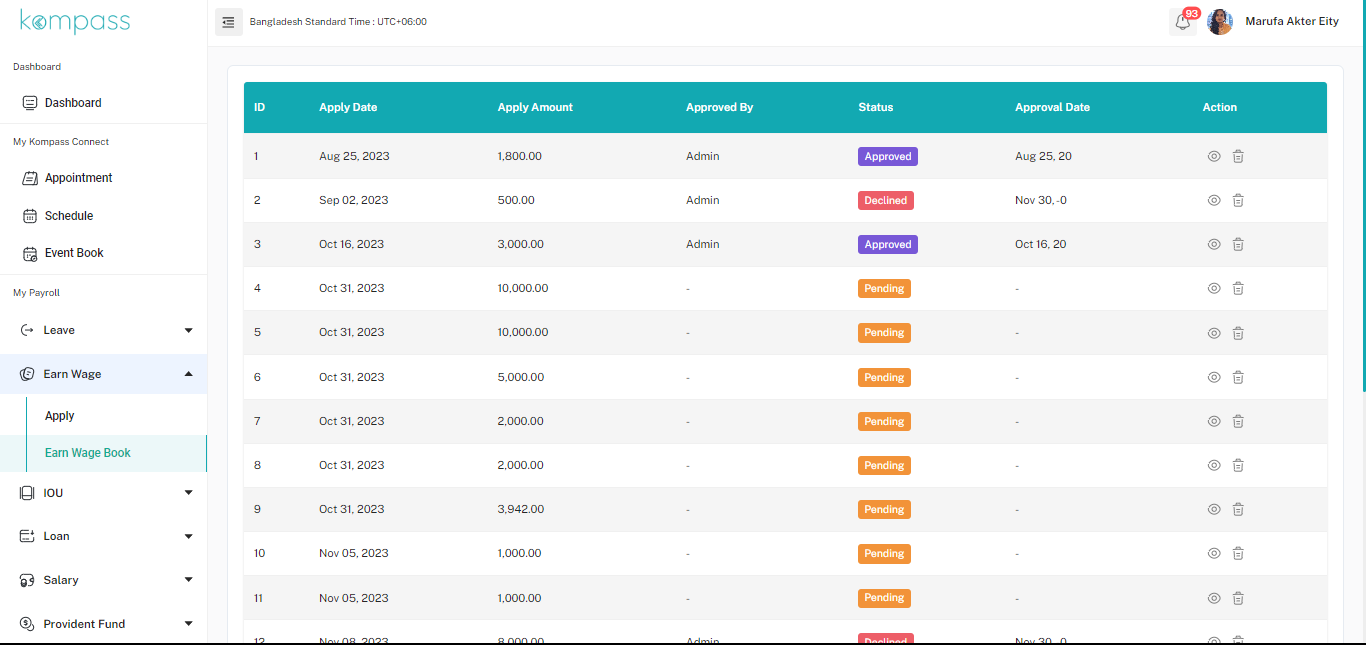 kompass
Bangladesh Standard Time : UTC+06:00
93
Marufa Akter Eity
Dashboard
Dashboard
My Kompass Connect
Appointment
Schedule
Event Book
My Payroll
Leave
Earn Wage
Apply
Earn Wage Book
IOU
Loan
Salary
Provident Fund
ID Apply Date Apply Amount Approved By Status Approval Date Action
1 Aug 25, 2023 1,800.00 Admin Approved Aug 25, 20
2 Sep 02, 2023 500.00 Admin Declined Nov 30, -0
3 Oct 16, 2023 3,000.00 Admin Approved Oct 16, 20
4 Oct 31, 2023 10,000.00 - Pending -
5 Oct 31, 2023 10,000.00 - Pending -
6 Oct 31, 2023 5,000.00 - Pending -
7 Oct 31, 2023 2,000.00 - Pending -
8 Oct 31, 2023 2,000.00 - Pending -
9 Oct 31, 2023 3,942.00 - Pending -
10 Nov 05, 2023 1,000.00 - Pending -
11 Nov 05, 2023 1,000.00 - Pending -
12 Nov 08, 2023 8,000.00 Admin Declined Nov 30, -0